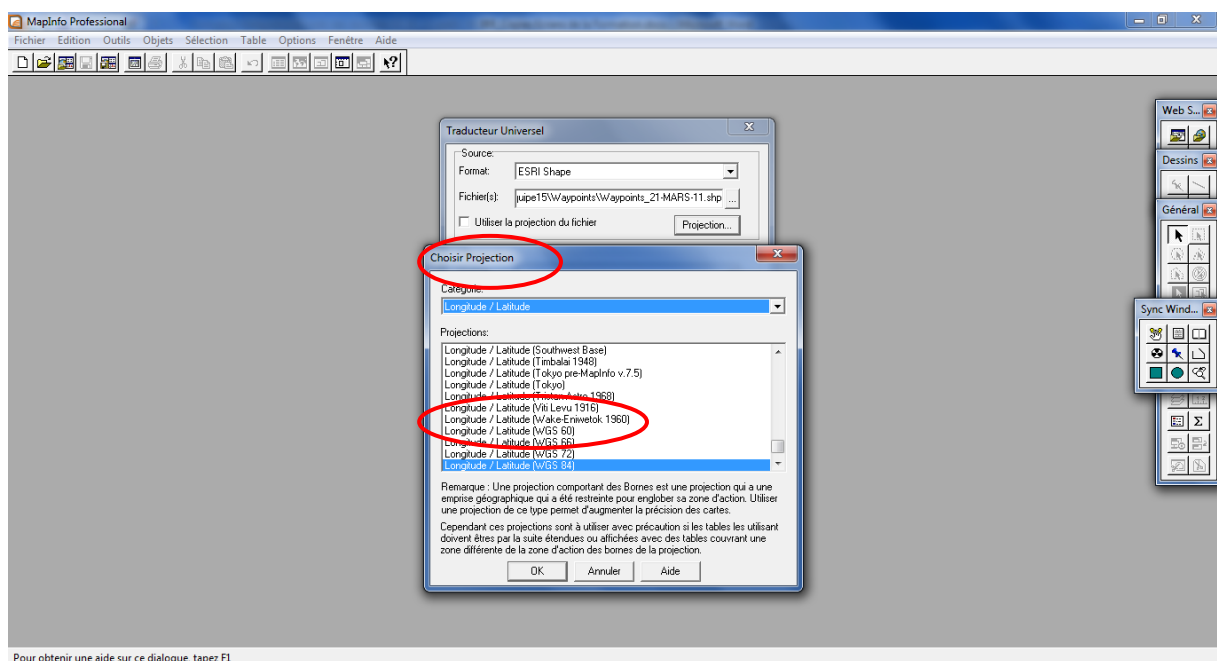 MapInfo Professional
Fichier Edition Outils Objets Sélection Table Options Fenêtre Aide
Web S...
Traducteur Universel
Source:
Format: ESRI Shape
Fichier(s): juipe15\Waypoints\Waypoints_21-MARS-11.shp ...
Utiliser la projection du fichier Projection...
Dessins
Général
Choisir Projection
Catégorie:
Longitude / Latitude
Sync Wind...
Projections:
Longitude / Latitude (Southwest Base)
Longitude / Latitude (Timbalai 1948)
Longitude / Latitude (Tokyo pre-MapInfo v.7.5)
Longitude / Latitude (Tokyo)
Longitude / Latitude (Tristan Astro 1968)
Longitude / Latitude (Viti Levu 1916)
Longitude / Latitude (Wake-Eniwetok 1960)
Longitude / Latitude (WGS 60)
Longitude / Latitude (WGS 66)
Longitude / Latitude (WGS 72)
Longitude / Latitude (WGS 84)
Remarque : Une projection comportant des Bornes est une projection qui a une
emprise géographique qui a été restreinte pour englober sa zone d'action. Utiliser
une projection de ce type permet d'augmenter la précision des cartes.
Cependant ces projections sont à utiliser avec précaution si les tables les utilisant
doivent êtres par la suite étendues ou affichées avec des tables couvrant une
zone différente de la zone d'action des bornes de la projection.
OK Annuler Aide
Pour obtenir une aide sur ce dialogue, tapez F1